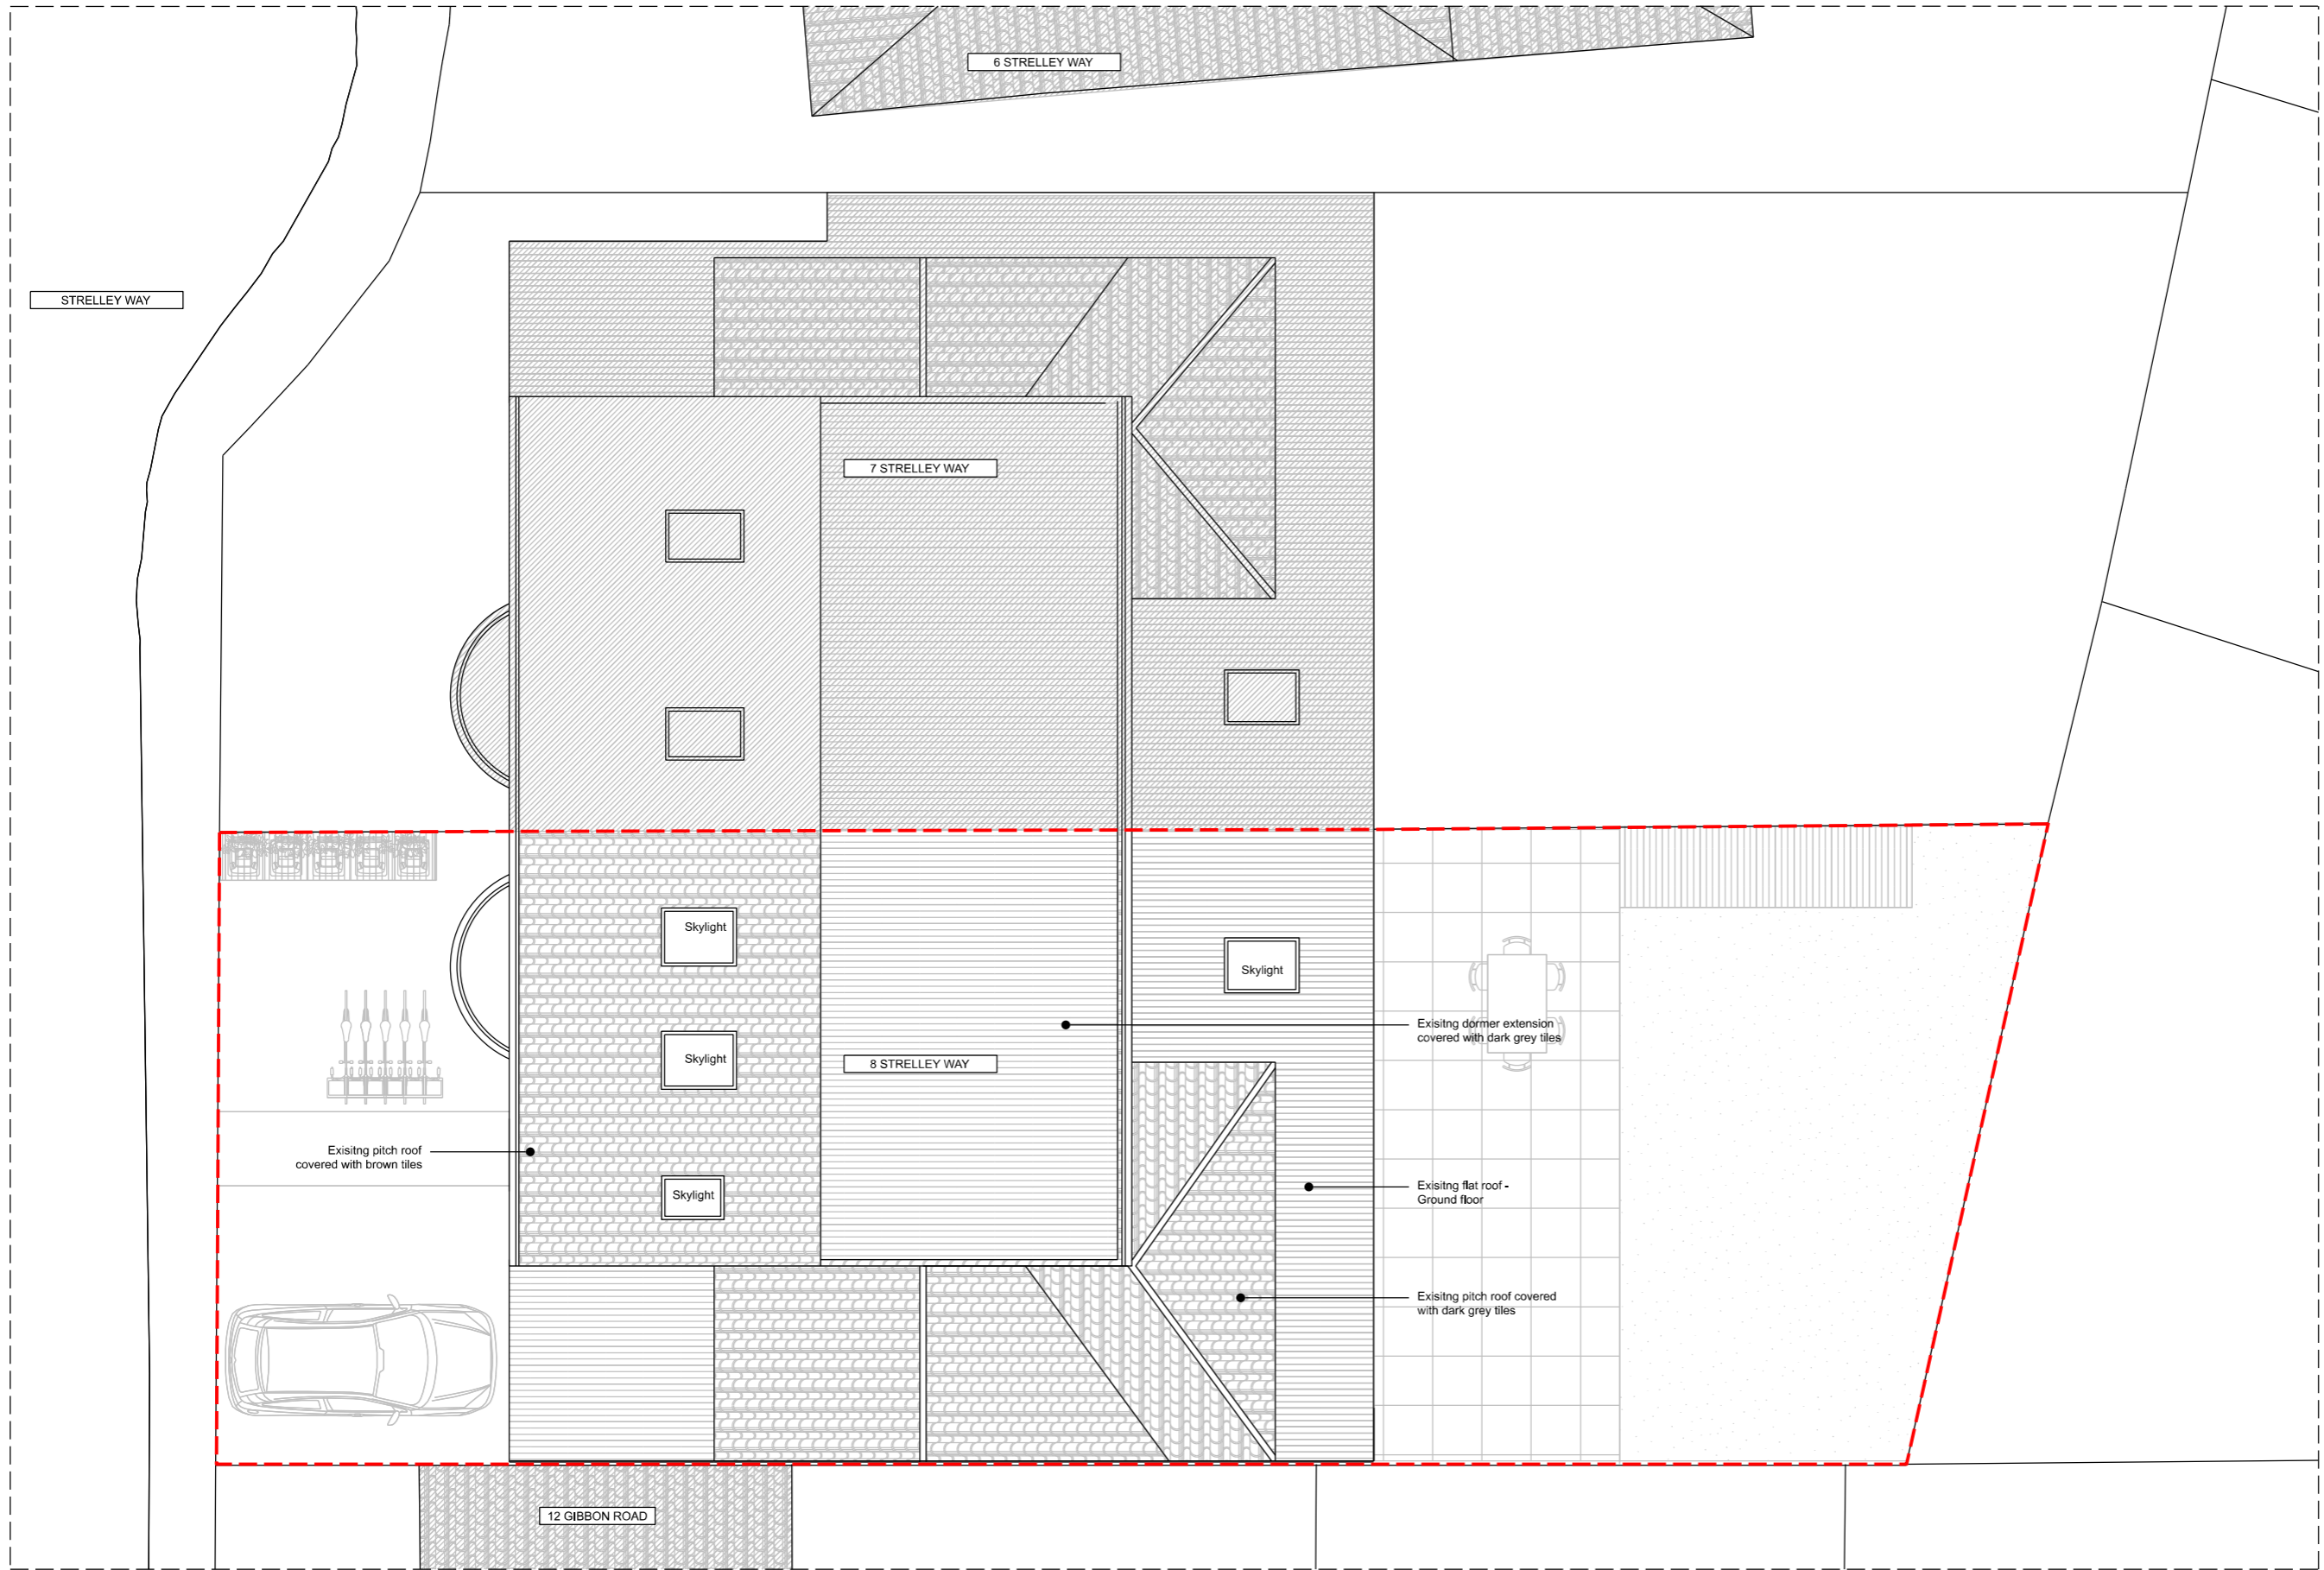 6 STRELLEY WAY
STRELLEY WAY
7 STRELLEY WAY
Skylight
Skylight
Exisitng dormer extension
covered with dark grey tiles
Skylight
8 STRELLEY WAY
Exisitng pitch roof
covered with brown tiles
Skylight
Exisitng flat roof -
Ground floor
Exisitng pitch roof covered
with dark grey tiles
12 GIBBON ROAD